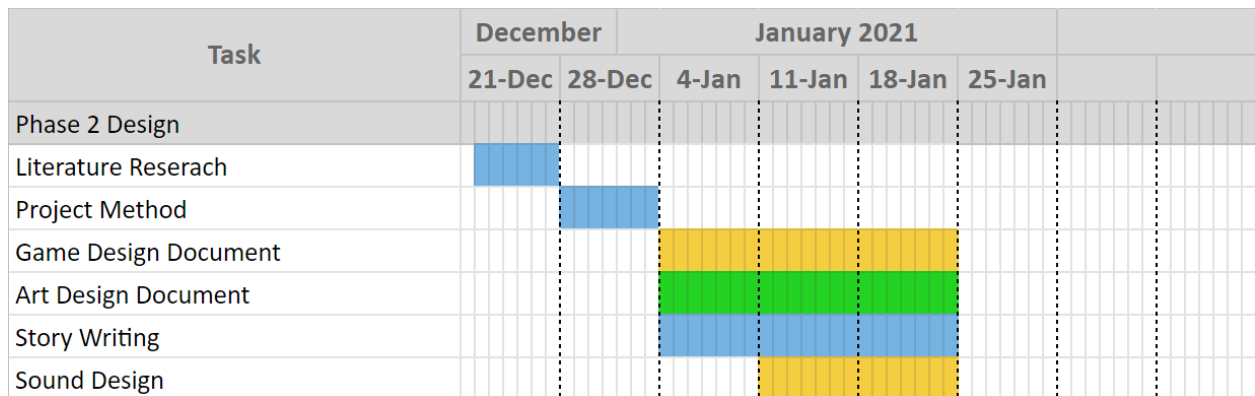 Task
December
January 2021
21-Dec 28-Dec 4-Jan 11-Jan 18-Jan 25-Jan
Phase 2 Design
Literature Reserach
Project Method
Game Design Document
Art Design Document
Story Writing
Sound Design